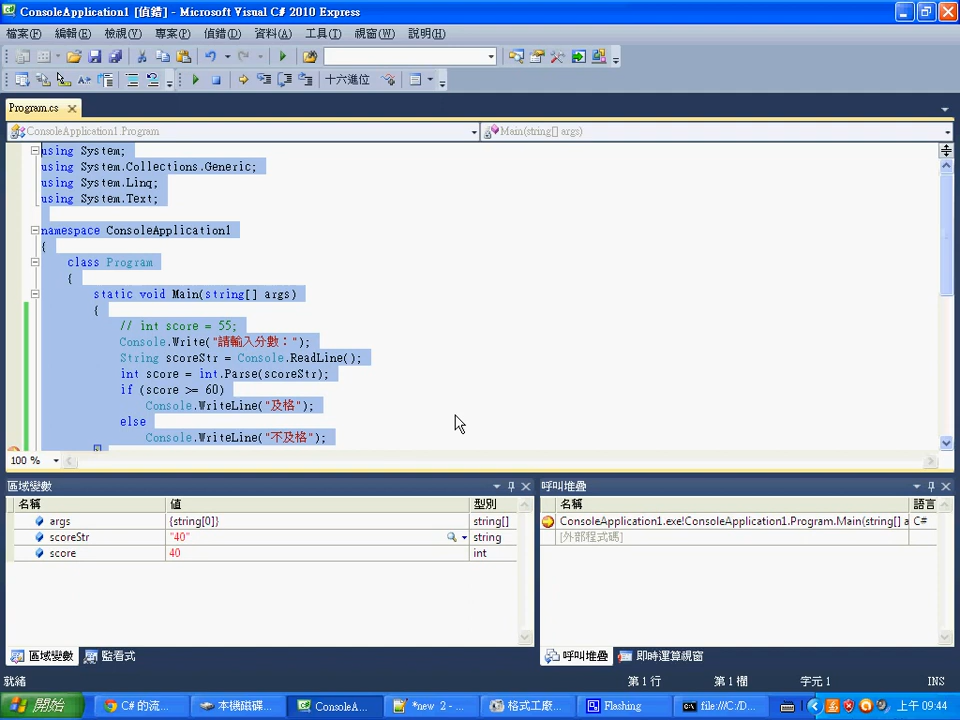 ConsoleApplication1 [偵錯] - Microsoft Visual C# 2010 Express
檔案(F) 編輯(E) 檢視(V) 專案(P) 偵錯(D) 資料(A) 工具(T) 視窗(W) 說明(H)
十六進位
Program.cs
ConsoleApplication1.Program
Main(string[] args)
using System;
using System.Collections.Generic;
using System.Linq;
using System.Text;
namespace ConsoleApplication1
{
class Program
{
static void Main(string[] args)
{
// int score = 55;
Console.Write("請輸入分數：");
String scoreStr = Console.ReadLine();
int score = int.Parse(scoreStr);
if (score >= 60)
Console.WriteLine("及格");
else
Console.WriteLine("不及格");
}
100 %
區域變數
名稱 值 型別
args {string[0]} string[]
scoreStr "40" string
score 40 int
區域變數 監看式
呼叫堆疊
名稱 語言
ConsoleApplication1.exe!ConsoleApplication1.Program.Main(string[] a C#
[外部程式碼]
呼叫堆疊 即時運算視窗
就緒 第 1 行 第 1 欄 字元 1 INS
開始 C# 的流... 本機磁碟... ConsoleA... *new 2 - ... 格式工廠... Flashing file:///C:/D... 上午 09:44